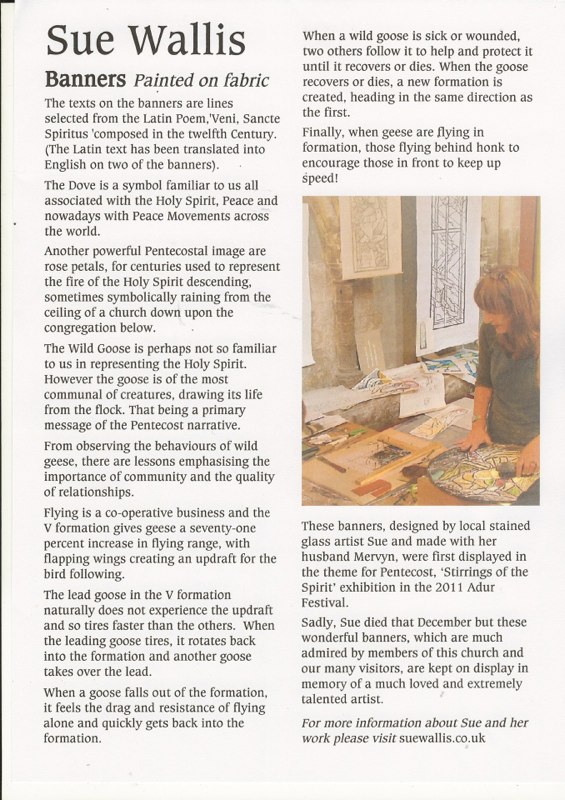 Sue Wallis
Banners Painted on fabric
The texts on the banners are lines
selected from the Latin Poem,'Veni, Sancte
Spiritus 'composed in the twelfth Century.
(The Latin text has been translated into
English on two of the banners).
The Dove is a symbol familiar to us all
associated with the Holy Spirit, Peace and
nowadays with Peace Movements across
the world.
Another powerful Pentecostal image are
rose petals, for centuries used to represent
the fire of the Holy Spirit descending,
sometimes symbolically raining from the
ceiling of a church down upon the
congregation below.
The Wild Goose is perhaps not so familiar
to us in representing the Holy Spirit.
However the goose is of the most
communal of creatures, drawing its life
from the flock. That being a primary
message of the Pentecost narrative.
From observing the behaviours of wild
geese, there are lessons emphasising the
importance of community and the quality
of relationships.
Flying is a co-operative business and the
V formation gives geese a seventy-one
percent increase in flying range, with
flapping wings creating an updraft for the
bird following.
The lead goose in the V formation
naturally does not experience the updraft
and so tires faster than the others. When
the leading goose tires, it rotates back
into the formation and another goose
takes over the lead.
When a goose falls out of the formation,
it feels the drag and resistance of flying
alone and quickly gets back into the
formation.
When a wild goose is sick or wounded,
two others follow it to help and protect it
until it recovers or dies. When the goose
recovers or dies, a new formation is
created, heading in the same direction as
the first.
Finally, when geese are flying in
formation, those flying behind honk to
encourage those in front to keep up
speed!
These banners, designed by local stained
glass artist Sue and made with her
husband Mervyn, were first displayed in
the theme for Pentecost, 'Stirrings of the
Spirit' exhibition in the 2011 Adur
Festival.
Sadly, Sue died that December but these
wonderful banners, which are much
admired by members of this church and
our many visitors, are kept on display in
memory of a much loved and extremely
talented artist.
For more information about Sue and her
work please visit suewallis.co.uk